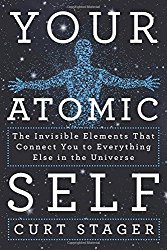 YOUR
ATOMIC
The Invisible Elements That
Connect You to Everything
Else in the Universe
SELF
CURT STAGER